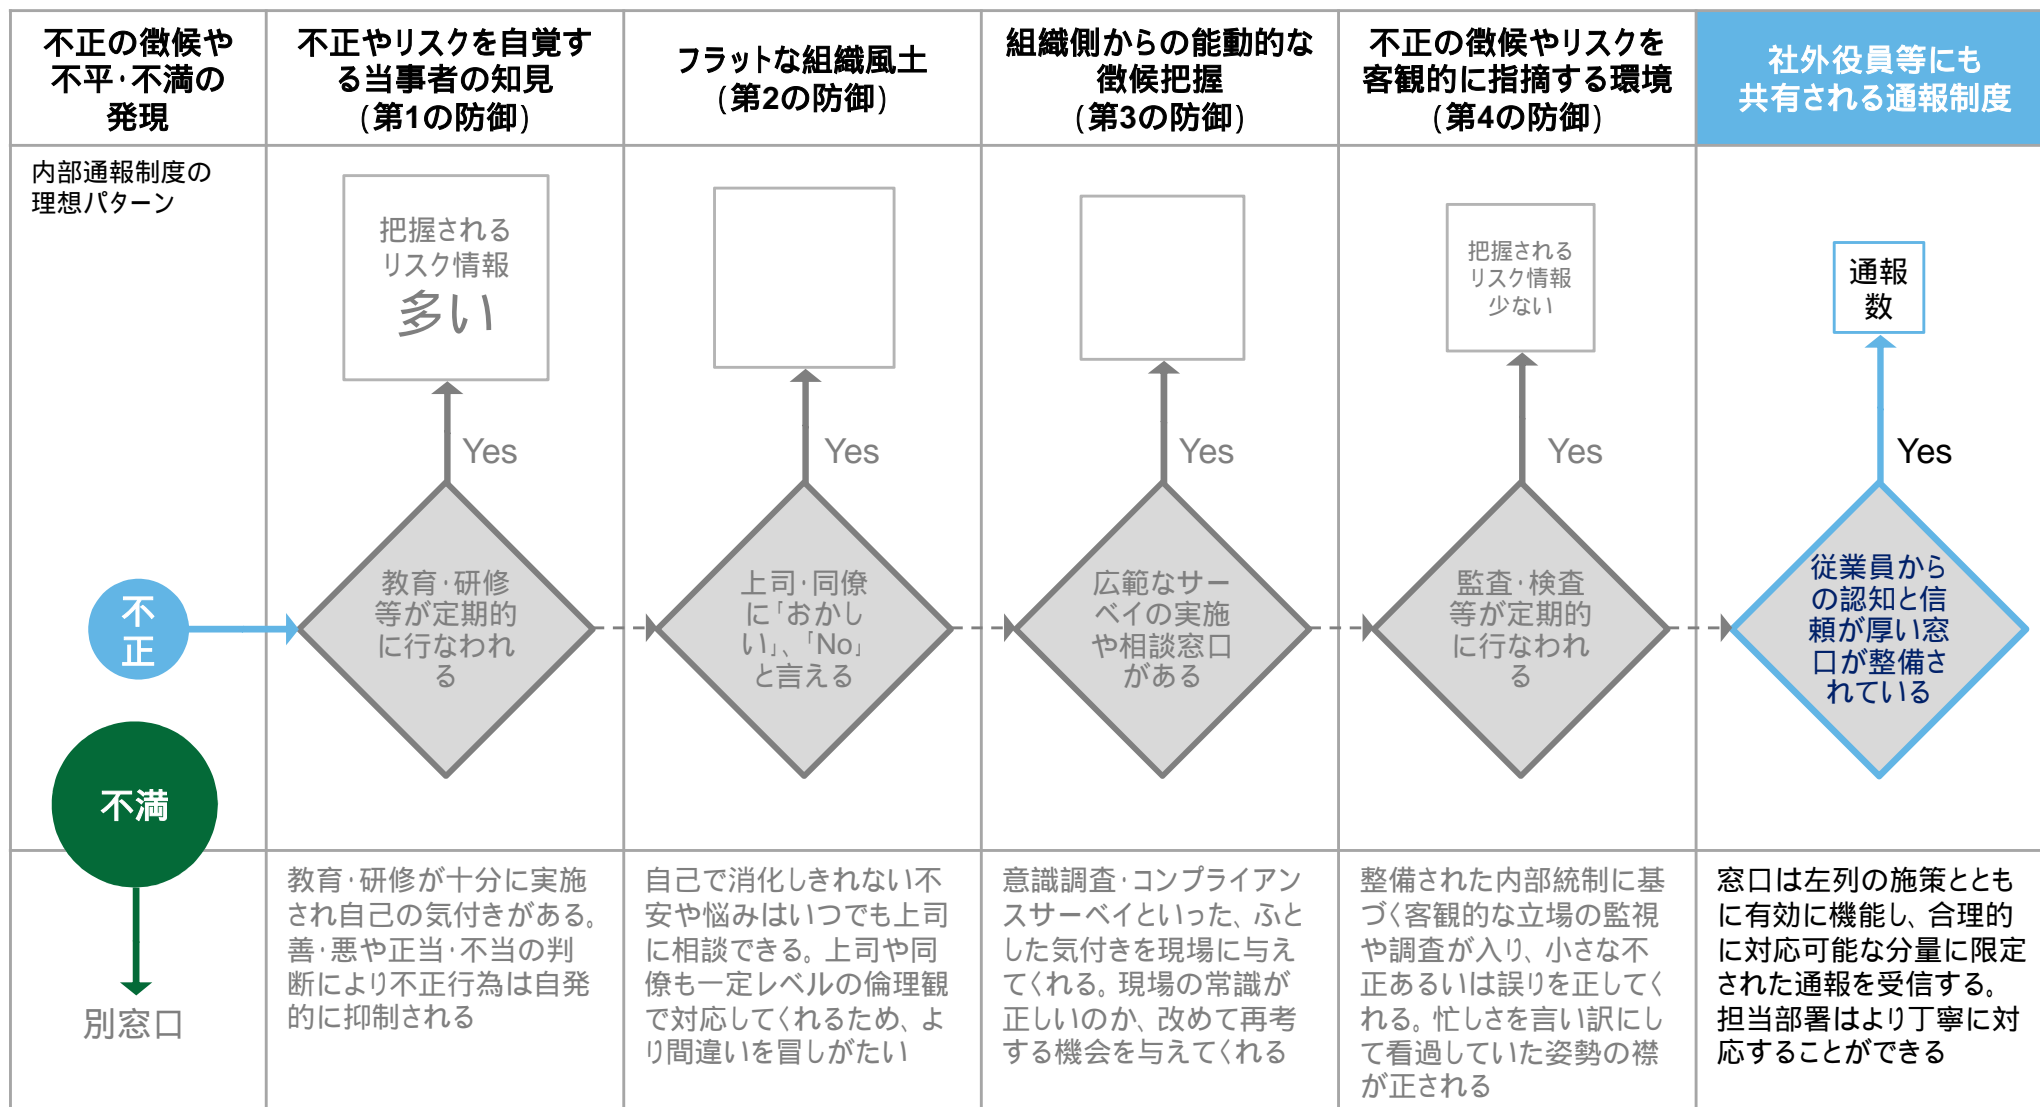 不正の徴候や
不平・不満の
発現
不正やリスクを自覚す
る当事者の知見
(第1の防御)
フラットな組織風土
(第2の防御)
組織側からの能動的な
徴候把握
(第3の防御)
不正の徴候やリスクを
客観的に指摘する環境
(第4の防御)
社外役員等にも
共有される通報制度
内部通報制度の
理想パターン
把握される
リスク情報
多い
把握される
リスク情報
少ない
通報
数
Yes
Yes
Yes
Yes
Yes
不
正
教育・研修
等が定期的
に行なわれ
る
上司・同僚
に「おかし
い」、「No」
と言える
広範なサー
ベイの実施
や相談窓口
がある
監査・検査
等が定期的
に行なわれ
る
従業員から
の認知と信
頼が厚い窓
口が整備さ
れている
不満
別窓口
教育・研修が十分に実施
され自己の気付きがある。
善・悪や正当・不当の判
断により不正行為は自発
的に抑制される
自己で消化しきれない不
安や悩みはいつでも上司
に相談できる。上司や同
僚も一定レベルの倫理観
で対応してくれるため、よ
り間違いを冒しがたい
意識調査・コンプライアン
スサーベイといった、ふと
した気付きを現場に与え
てくれる。現場の常識が
正しいのか、改めて再考
する機会を与えてくれる
整備された内部統制に基
づく客観的な立場の監視
や調査が入り、小さな不
正あるいは誤りを正してく
れる。忙しさを言い訳にし
て看過していた姿勢の襟
が正される
窓口は左列の施策ととも
に有効に機能し、合理的
に対応可能な分量に限定
された通報を受信する。
担当部署はより丁寧に対
応することができる